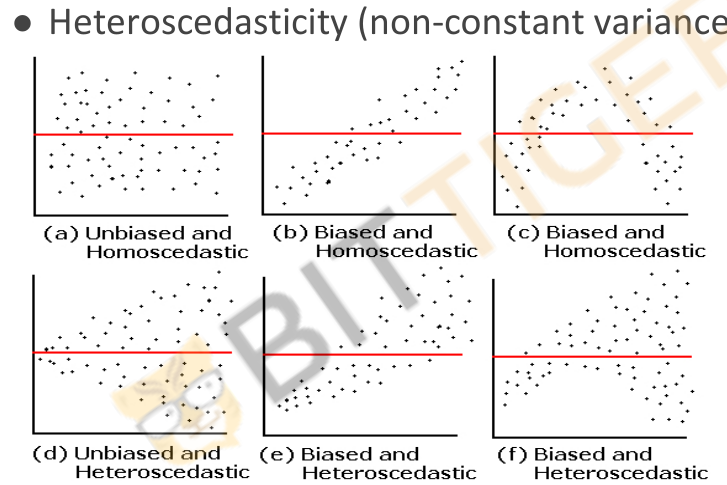 ● Heteroscedasticity (non-constant variance
(a) Unbiased and
Homoscedastic
(b) Biased and
Homoscedastic
(c) Biased and
Homoscedastic
(d) Unbiased and
Heteroscedastic
(e) Biased and
Heteroscedastic
(f) Biased and
Heteroscedastic
BITTIGER